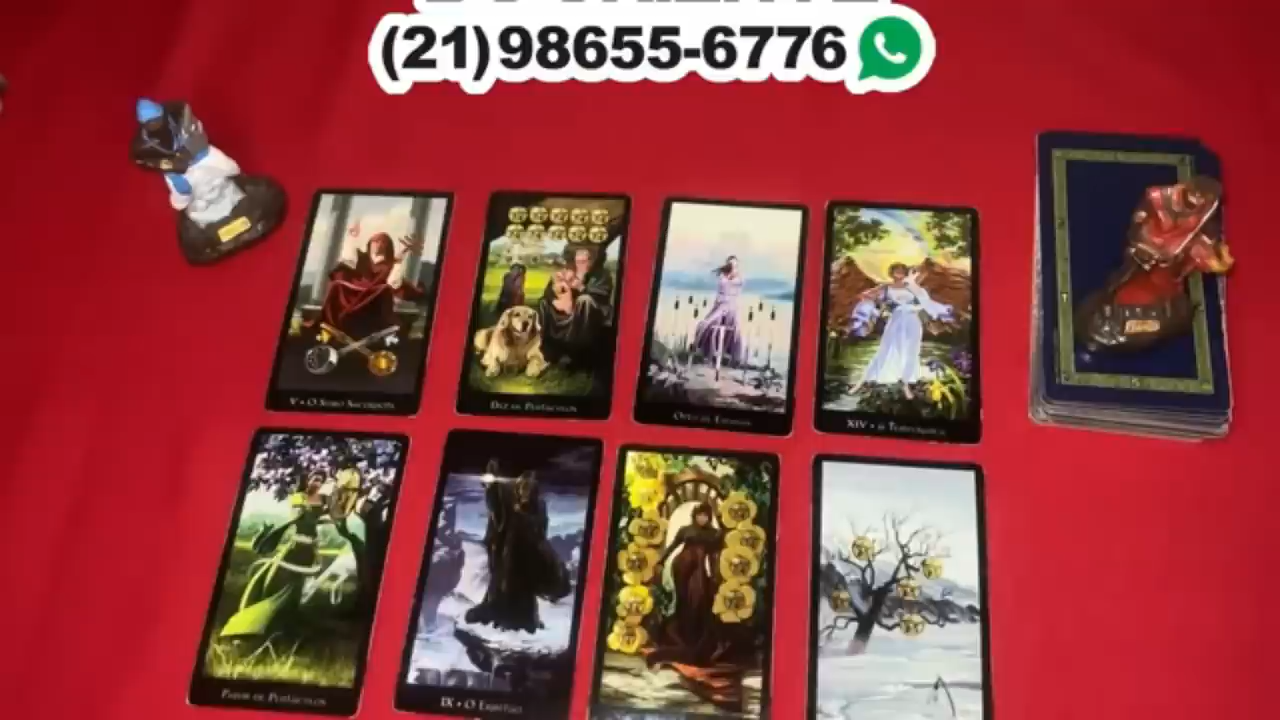 (21)98655-6776
V • O SUMO SACERDOTE
DEZ DE PENTÁCULOS
OITO DE ESPADAS
XIV • A TEMPERANÇA
PAJEM DE PENTÁCULOS
IX • O EREMITA